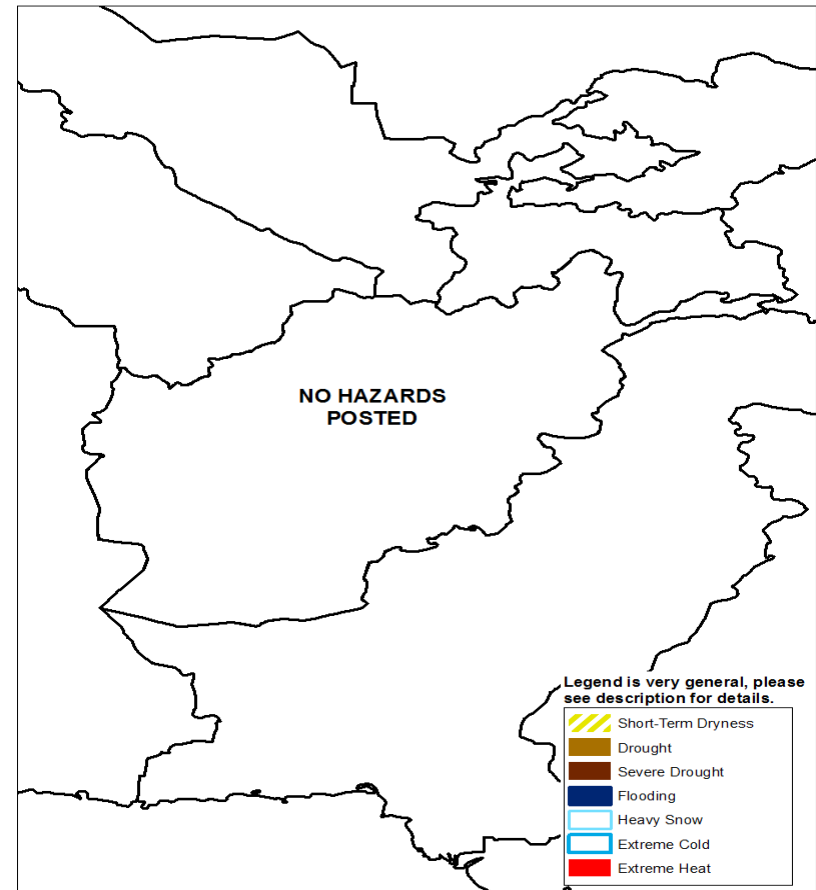 NO HAZARDS
POSTED
Legend is very general, please
see description for details.
Short-Term Dryness
Drought
Severe Drought
Flooding
Heavy Snow
Extreme Cold
Extreme Heat